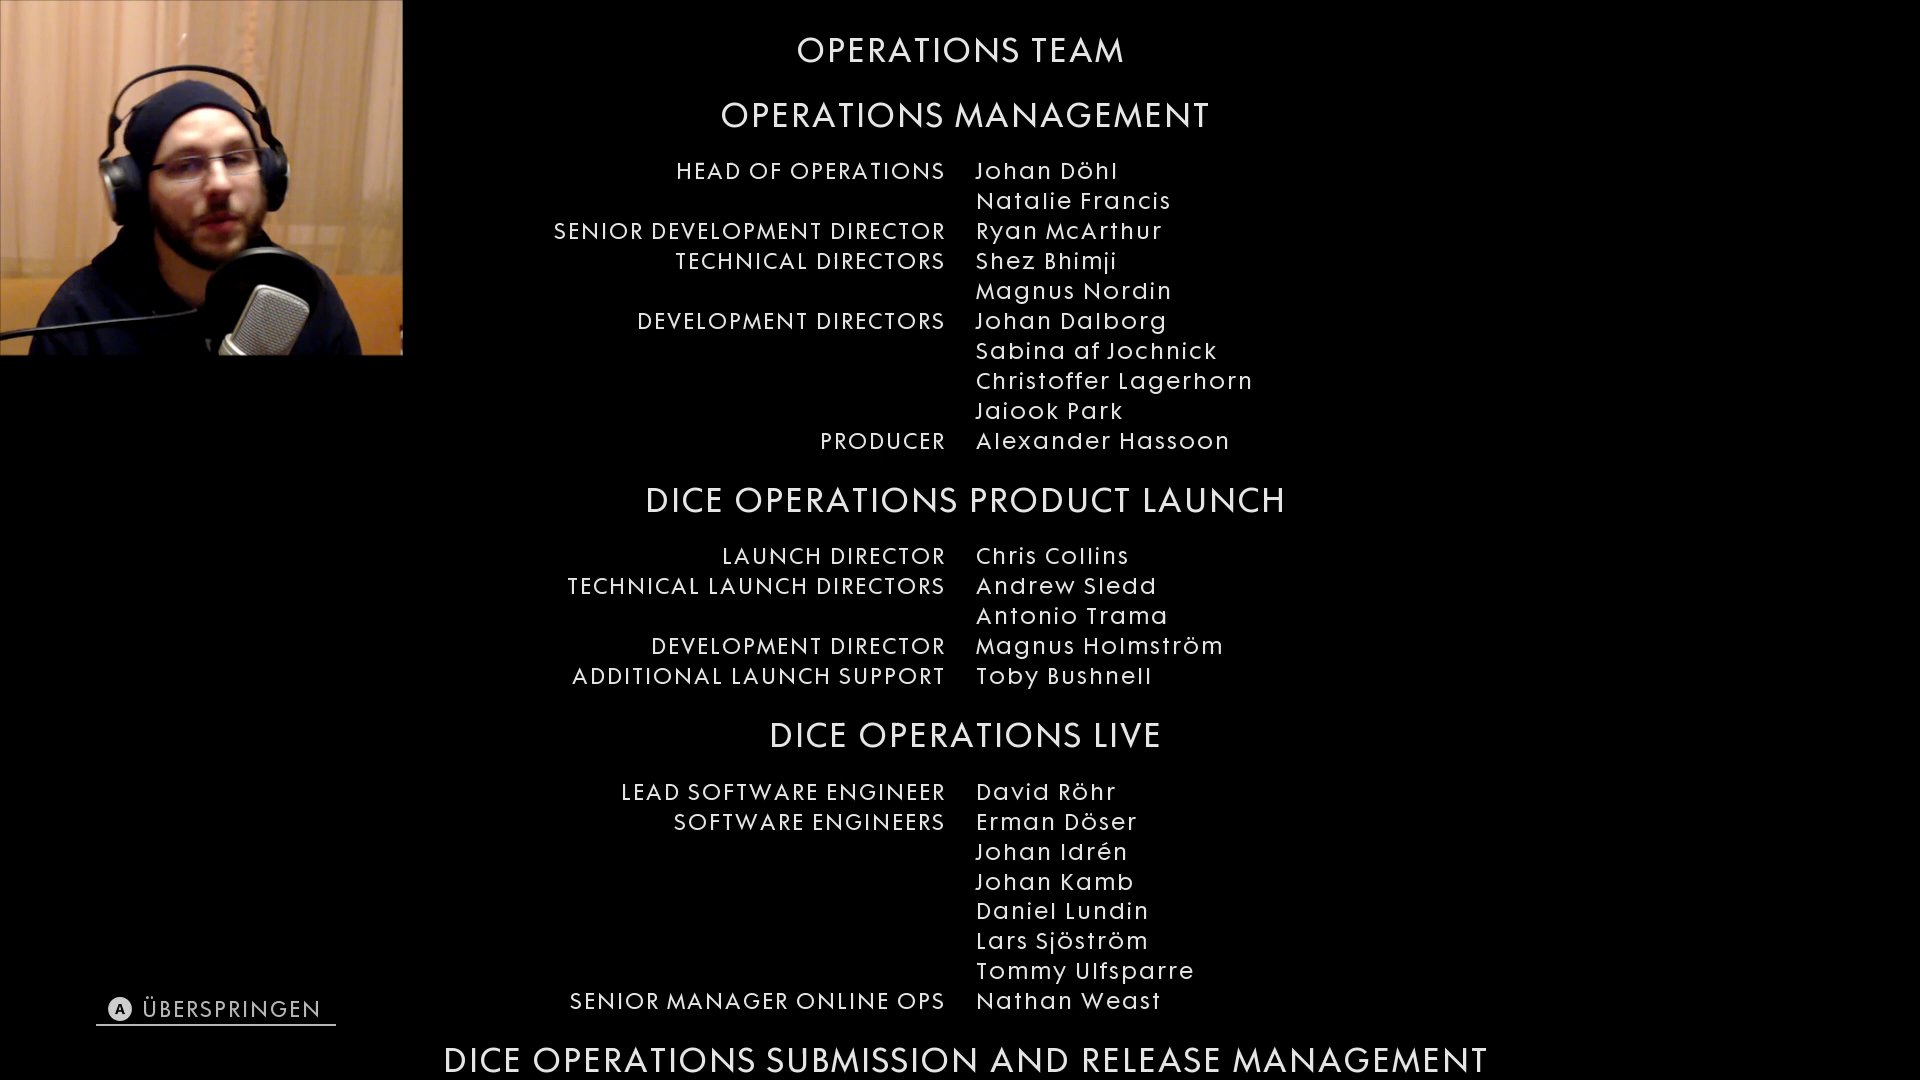 OPERATIONS TEAM
OPERATIONS MANAGEMENT
HEAD OF OPERATIONS Johan Döhl
Natalie Francis
SENIOR DEVELOPMENT DIRECTOR Ryan McArthur
TECHNICAL DIRECTORS Shez Bhimji
Magnus Nordin
DEVELOPMENT DIRECTORS Johan Dalborg
Sabina af Jochnick
Christoffer Lagerhorn
Jaiook Park
PRODUCER Alexander Hassoon
DICE OPERATIONS PRODUCT LAUNCH
LAUNCH DIRECTOR Chris Collins
TECHNICAL LAUNCH DIRECTORS Andrew Sledd
Antonio Trama
DEVELOPMENT DIRECTOR Magnus Holmström
ADDITIONAL LAUNCH SUPPORT Toby Bushnell
DICE OPERATIONS LIVE
LEAD SOFTWARE ENGINEER David Röhr
SOFTWARE ENGINEERS Erman Döser
Johan Idrén
Johan Kamb
Daniel Lundin
Lars Sjöström
Tommy Ulfsparre
SENIOR MANAGER ONLINE OPS Nathan Weast
A ÜBERSPRINGEN
DICE OPERATIONS SUBMISSION AND RELEASE MANAGEMENT